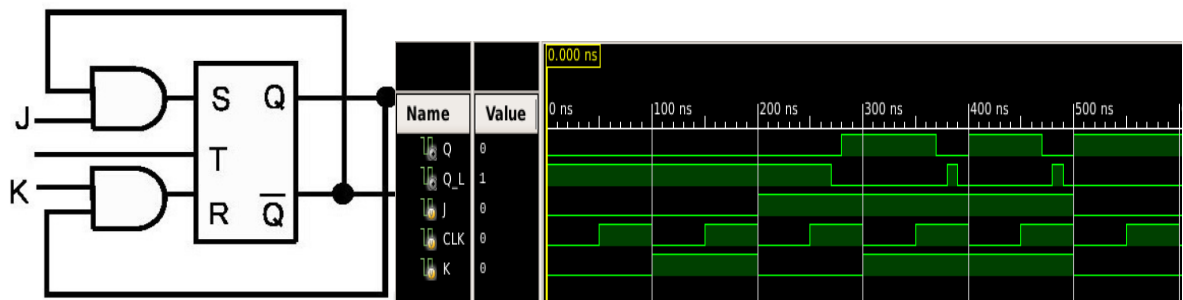 J
K
S Q
T
R Q̅
Name Value
Q 0
Q_L 1
J 0
CLK 0
K 0
0.000 ns
0 ns 100 ns 200 ns 300 ns 400 ns 500 ns